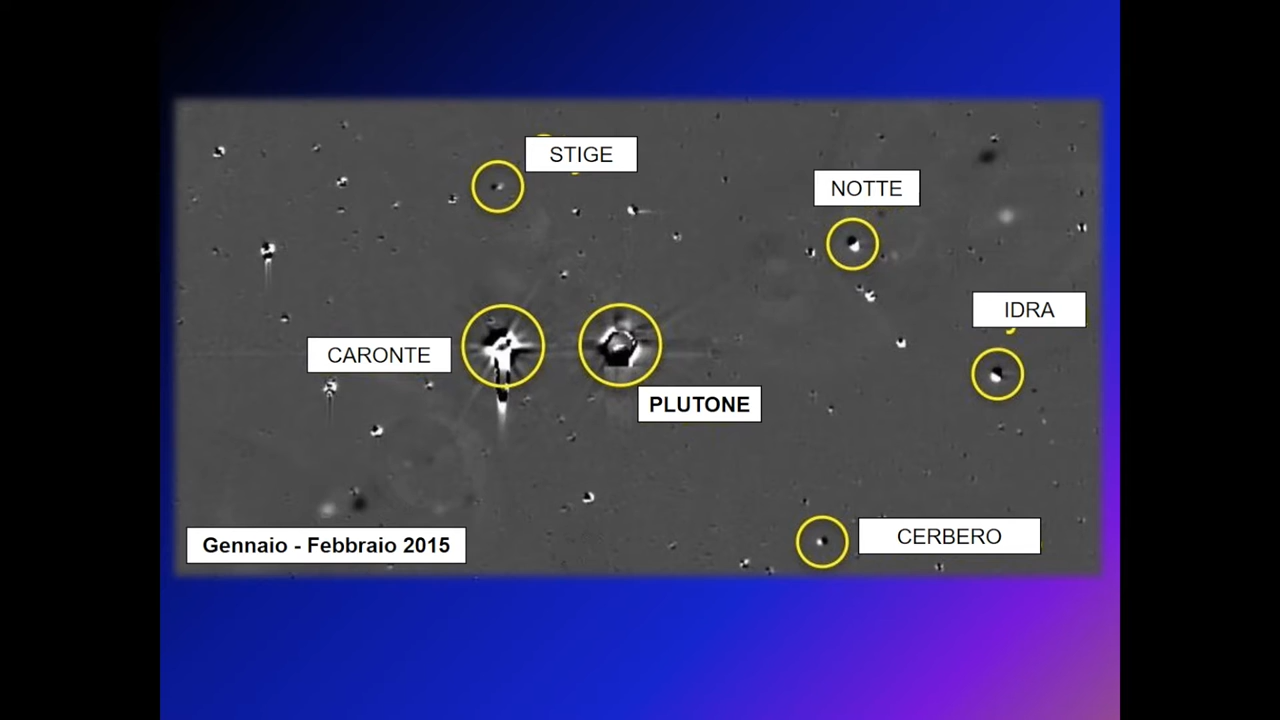 STIGE
NOTTE
IDRA
CARONTE
PLUTONE
CERBERO
Gennaio - Febbraio 2015